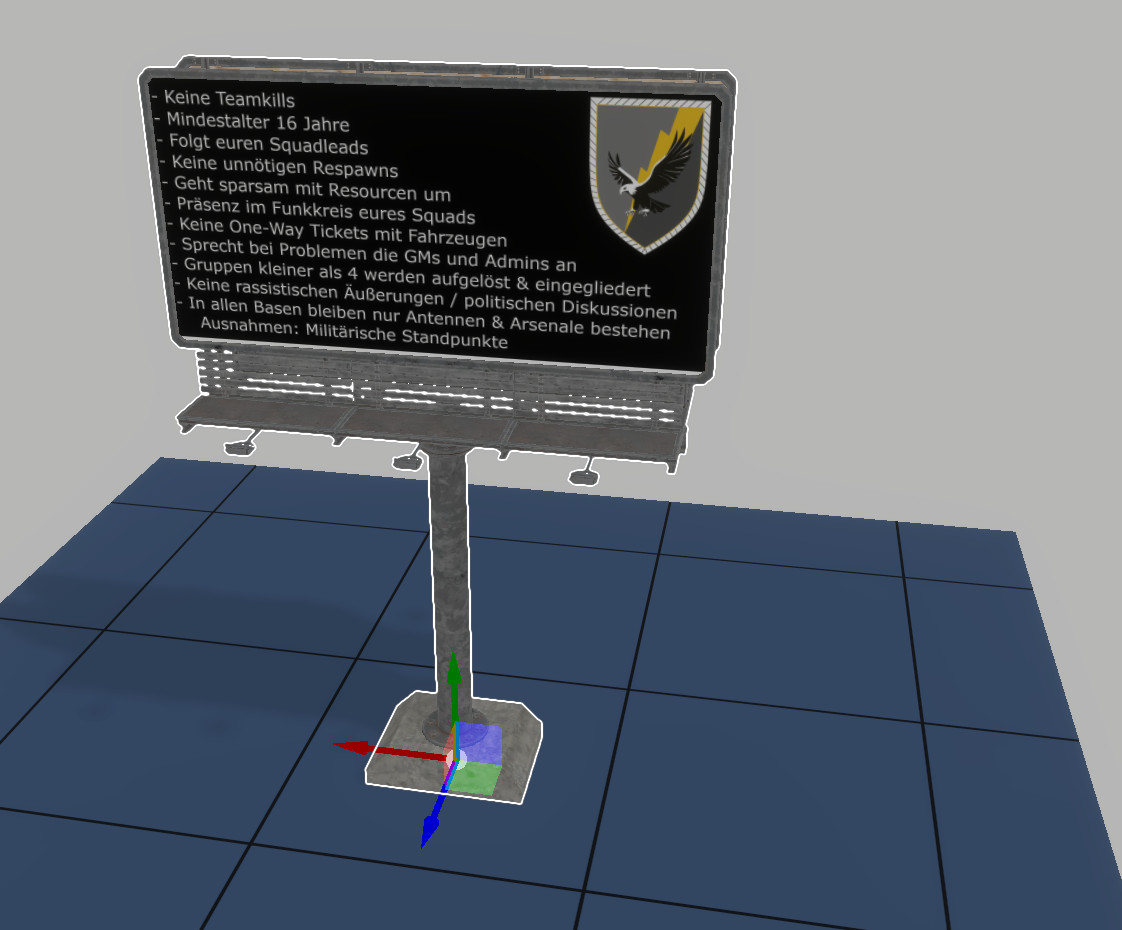 - Keine Teamkills
- Mindestalter 16 Jahre
- Folgt euren Squadleads
- Keine unnötigen Respawns
- Geht sparsam mit Resourcen um
- Präsenz im Funkkreis eures Squads
- Keine One-Way Tickets mit Fahrzeugen
- Sprecht bei Problemen die GMs und Admins an
- Gruppen kleiner als 4 werden aufgelöst & eingegliedert
- Keine rassistischen Äußerungen / politischen Diskussionen
- In allen Basen bleiben nur Antennen & Arsenale bestehen
Ausnahmen: Militärische Standpunkte